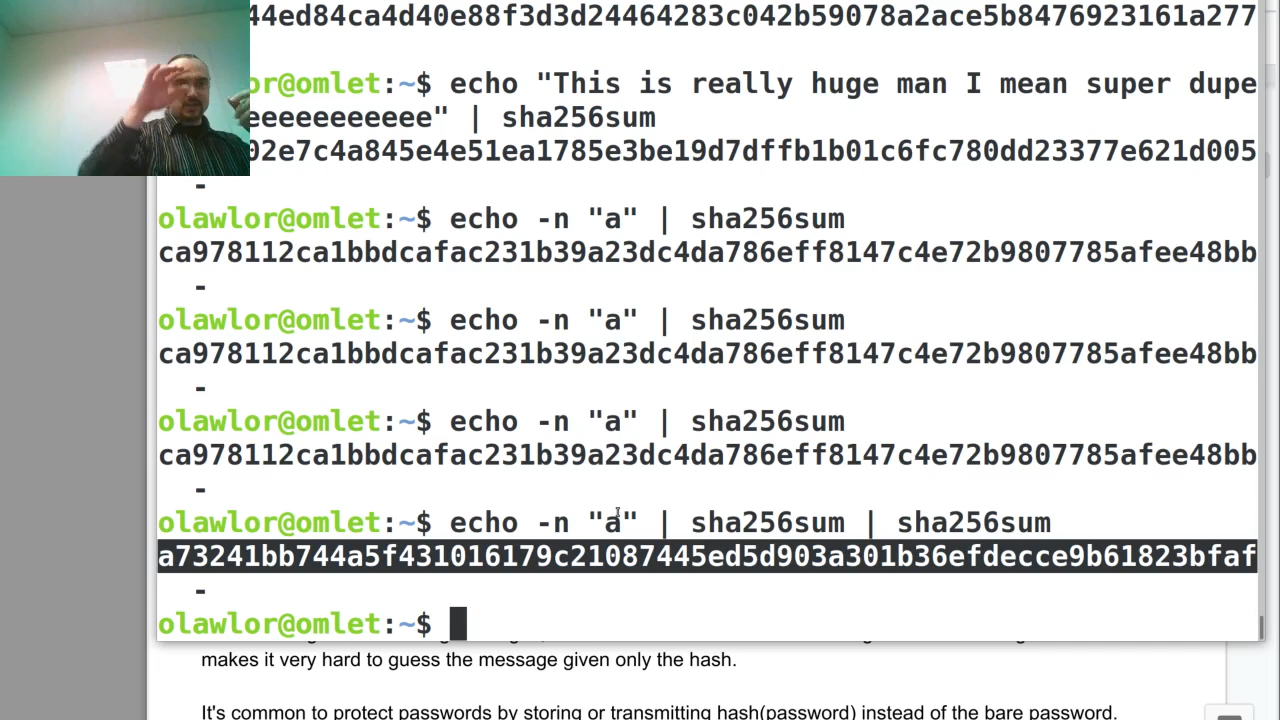 44ed84ca4d40e88f3d3d24464283c042b59078a2ace5b8476923161a277
or@omlet:~$ echo "This is really huge man I mean super dupe
eeeeeeeeeee" | sha256sum
02e7c4a845e4e51ea1785e3be19d7dffb1b01c6fc780dd23377e621d005
-
olawlor@omlet:~$ echo -n "a" | sha256sum
ca978112ca1bbdcafac231b39a23dc4da786eff8147c4e72b9807785afee48bb
-
olawlor@omlet:~$ echo -n "a" | sha256sum
ca978112ca1bbdcafac231b39a23dc4da786eff8147c4e72b9807785afee48bb
-
olawlor@omlet:~$ echo -n "a" | sha256sum
ca978112ca1bbdcafac231b39a23dc4da786eff8147c4e72b9807785afee48bb
-
olawlor@omlet:~$ echo -n "a" | sha256sum | sha256sum
a73241bb744a5f431016179c21087445ed5d903a301b36efdecce9b61823bfaf
-
olawlor@omlet:~$
makes it very hard to guess the message given only the hash.
It's common to protect passwords by storing or transmitting hash(password) instead of the bare password.